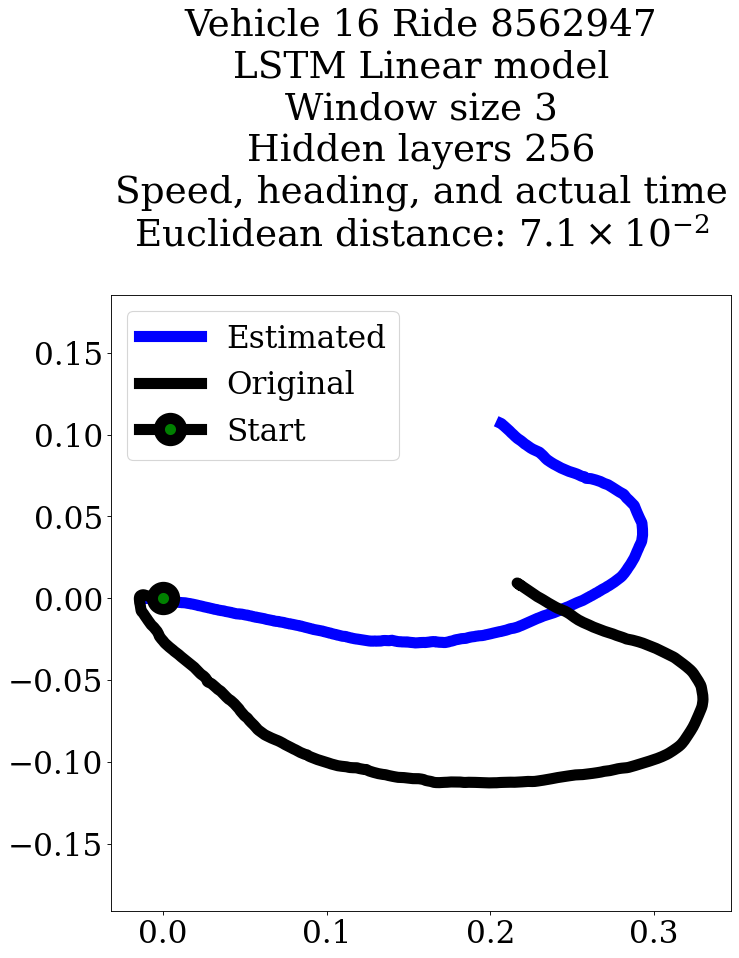 Vehicle 16 Ride 8562947
LSTM Linear model
Window size 3
Hidden layers 256
Speed, heading, and actual time
Euclidean distance: 7.1 × 10⁻²
Estimated
Original
Start
0.15
0.10
0.05
0.00
−0.05
−0.10
−0.15
0.0 0.1 0.2 0.3